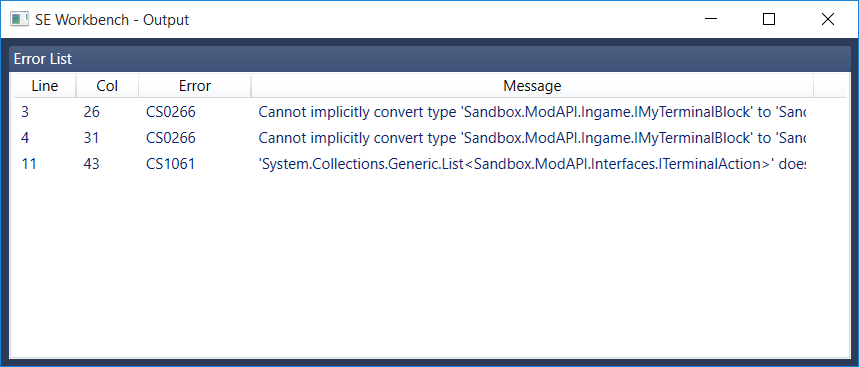 SE Workbench - Output
Error List
Line Col Error Message
3 26 CS0266 Cannot implicitly convert type 'Sandbox.ModAPI.Ingame.IMyTerminalBlock' to 'Sand
4 31 CS0266 Cannot implicitly convert type 'Sandbox.ModAPI.Ingame.IMyTerminalBlock' to 'Sand
11 43 CS1061 'System.Collections.Generic.List<Sandbox.ModAPI.Interfaces.ITerminalAction>' does